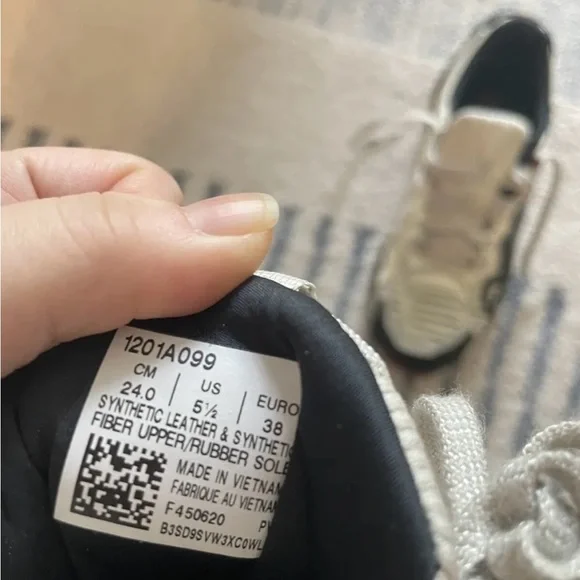 1201A099
CM | US | EURO
24.0 | 5½ | 38
SYNTHETIC LEATHER & SYNTHETIC
FIBER UPPER/RUBBER SOLE
MADE IN VIETNAM
FABRIQUE AU VIETNAM
F450620
B3SD9SVW3XC0WL